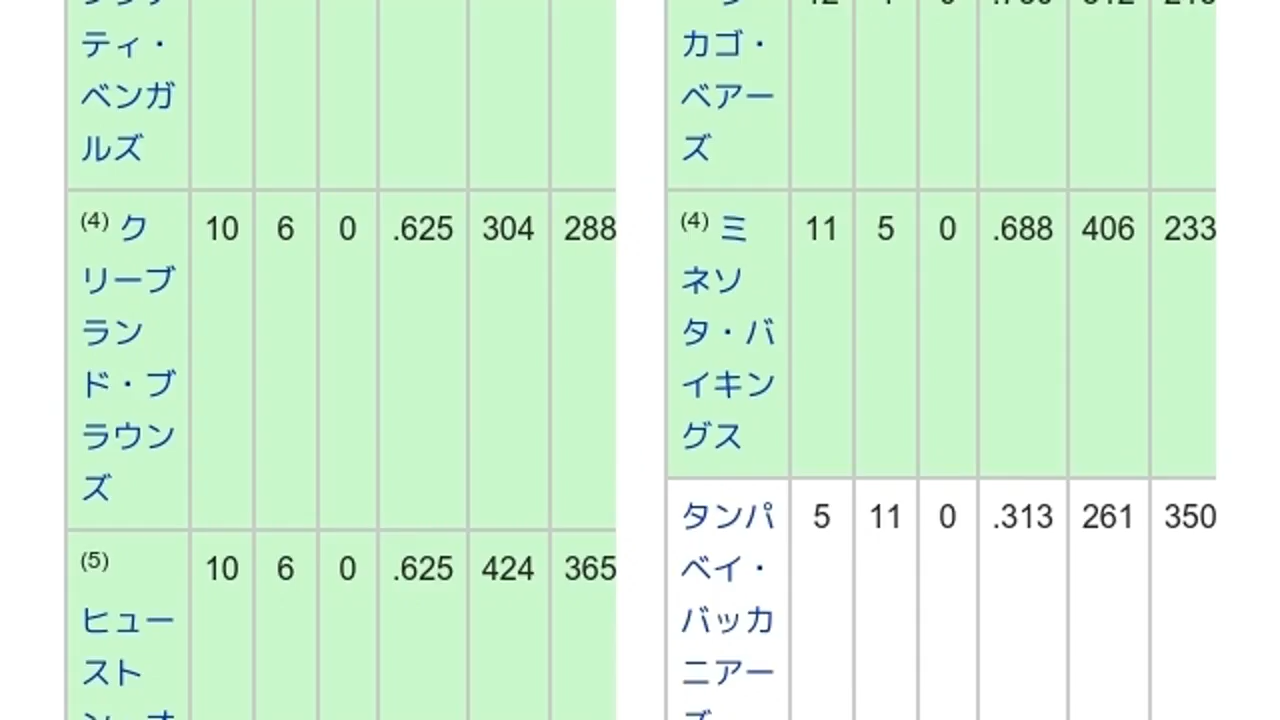 ティ・
ベンガ
ルズ
(4) ク 10 6 0 .625 304 288
リーブ
ラン
ド・ブ
ラウン
ズ
(5) 10 6 0 .625 424 365
ヒュー
スト
カゴ・
ベアー
ズ
(4) ミ 11 5 0 .688 406 233
ネソ
タ・バ
イキン
グス
タンパ 5 11 0 .313 261 350
ベイ・
バッカ
ニアー